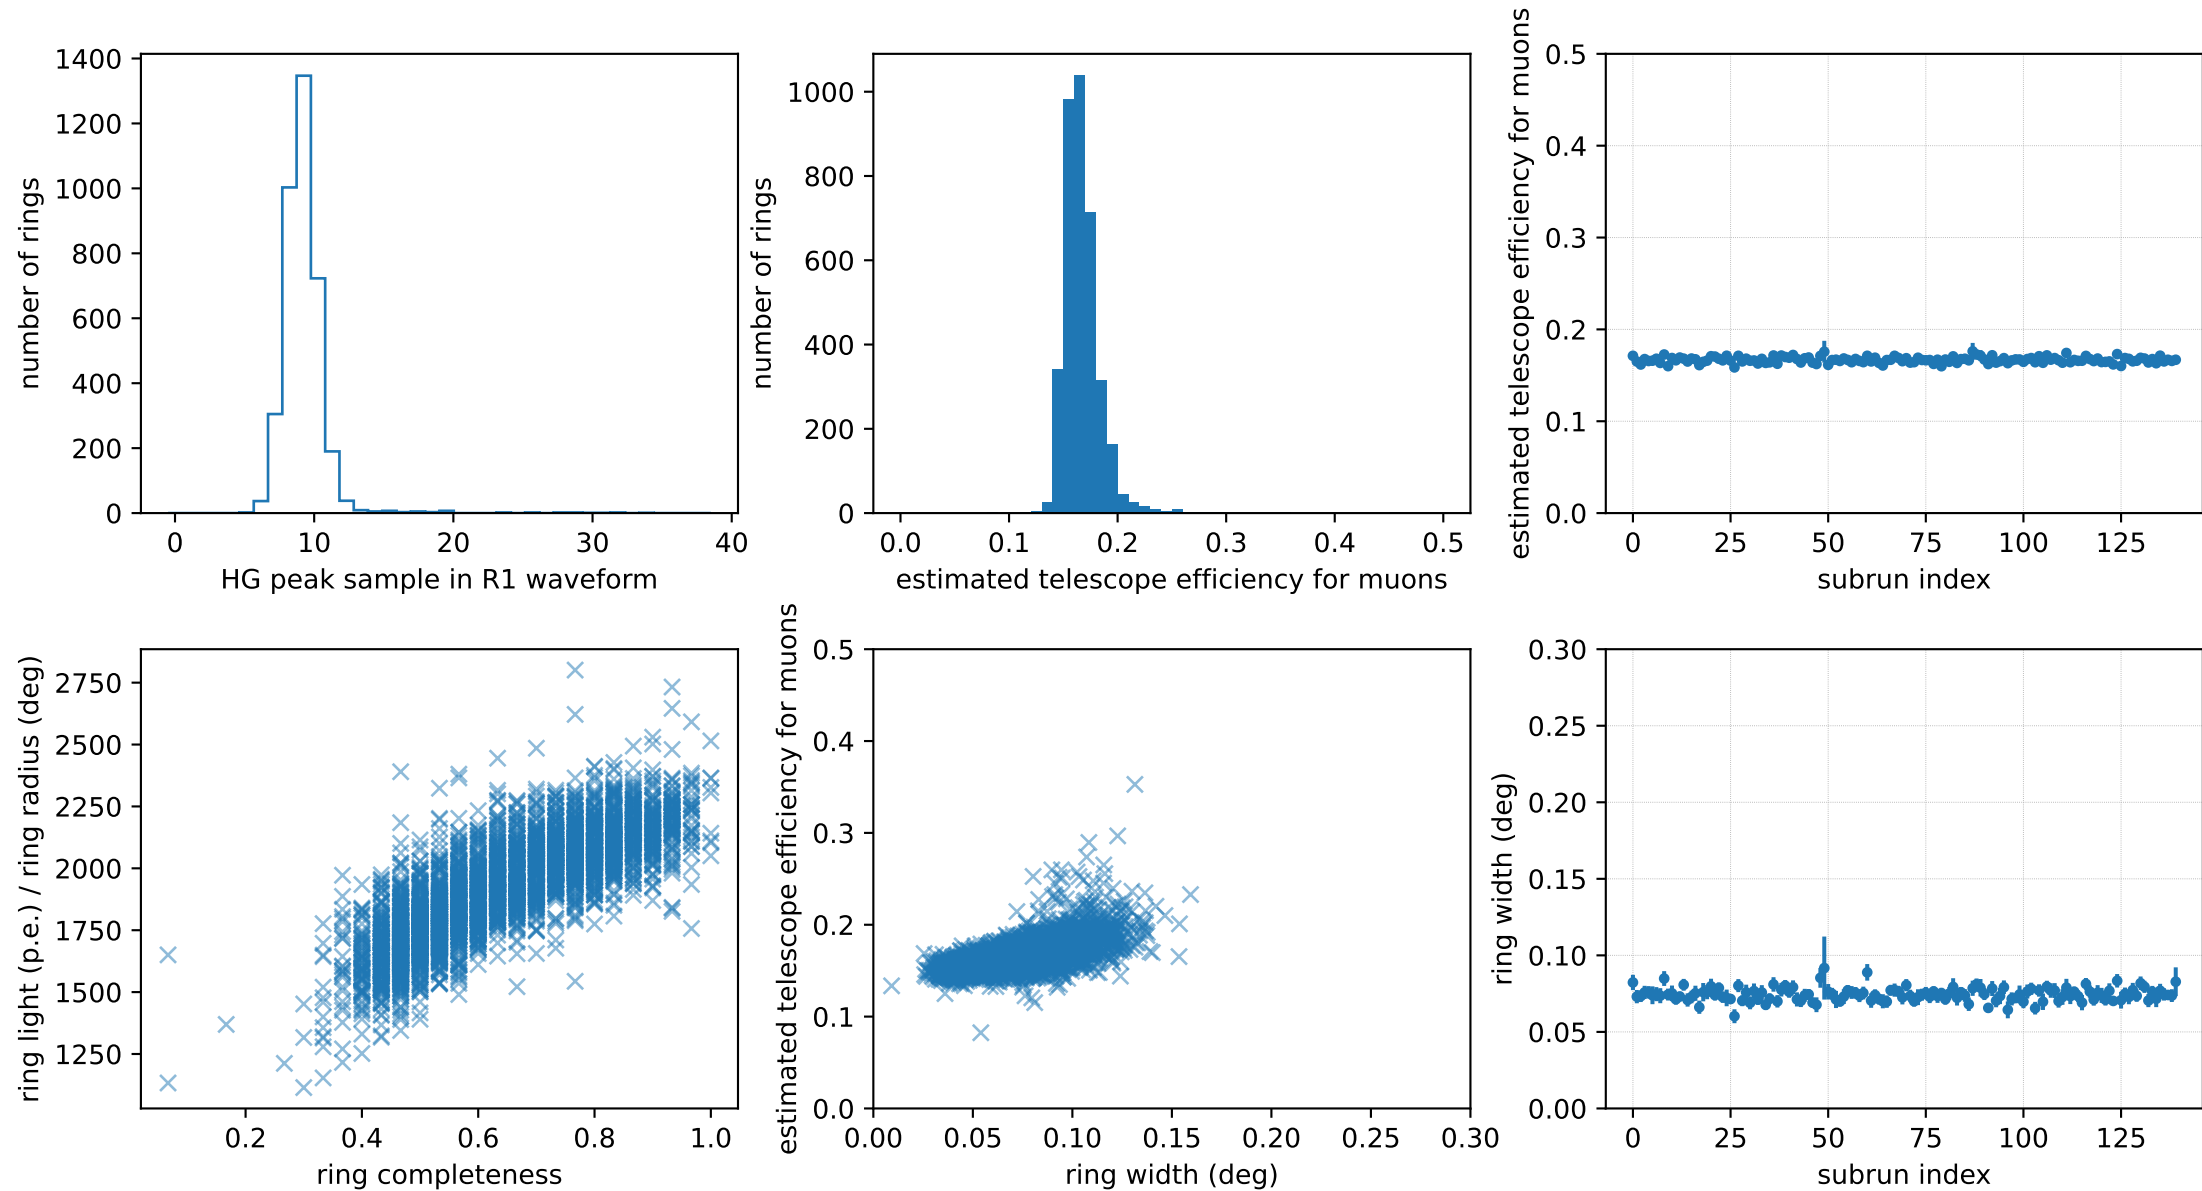 1400
1200
1000
800
600
400
200
0
number of rings
0 10 20 30 40
HG peak sample in R1 waveform
1000
800
600
400
200
0
number of rings
0.0 0.1 0.2 0.3 0.4 0.5
estimated telescope efficiency for muons
0.5
0.4
0.3
0.2
0.1
0.0
estimated telescope efficiency for muons
0 25 50 75 100 125
subrun index
2750
2500
2250
2000
1750
1500
1250
ring light (p.e.) / ring radius (deg)
0.2 0.4 0.6 0.8 1.0
ring completeness
0.5
0.4
0.3
0.2
0.1
0.0
estimated telescope efficiency for muons
0.00 0.05 0.10 0.15 0.20 0.25 0.30
ring width (deg)
0.30
0.25
0.20
0.15
0.10
0.05
0.00
ring width (deg)
0 25 50 75 100 125
subrun index